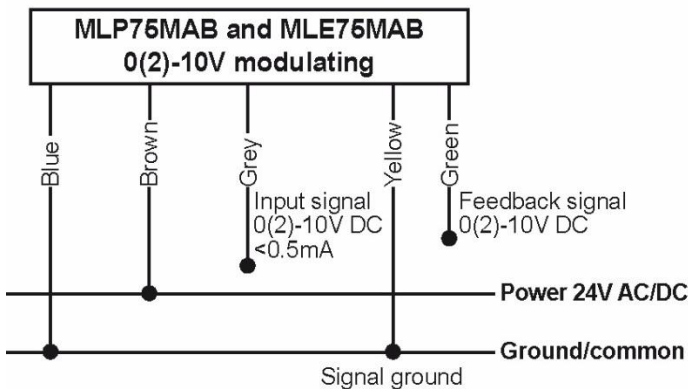 MLP75MAB and MLE75MAB
0(2)-10V modulating
Blue
Brown
Grey
Yellow
Green
Input signal
0(2)-10V DC
<0.5mA
Feedback signal
0(2)-10V DC
Power 24V AC/DC
Ground/common
Signal ground